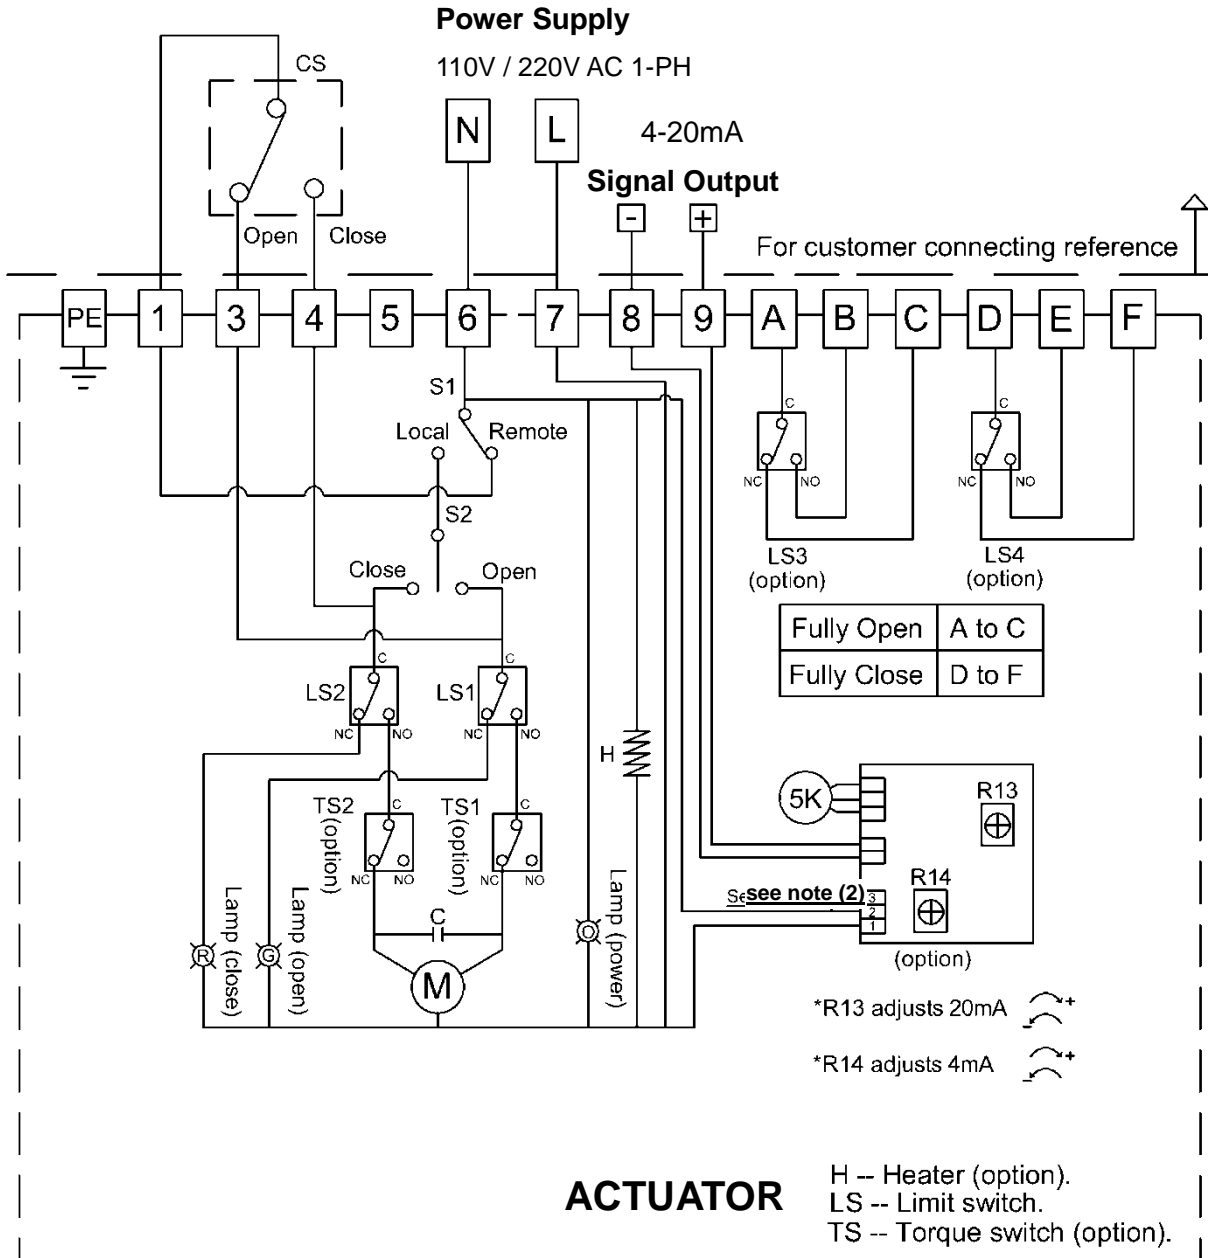 Power Supply
110V / 220V AC 1-PH
CS
N
L
4-20mA
Signal Output
-
+
Open
Close
For customer connecting reference
PE
1
3
4
5
6
7
8
9
A
B
C
D
E
F
S1
Local
Remote
S2
Close
Open
C
NC
NO
LS3
(option)
C
NC
NO
LS4
(option)
Fully Open A to C
Fully Close D to F
LS2
C
NC
NO
LS1
C
NC
NO
H
TS2
(option)
C
NC
NO
TS1
(option)
C
NC
NO
C
M
R
Lamp (close)
G
Lamp (open)
O
Lamp (power)
5K
R13
R14
see note (2)
3
2
1
(option)
*R13 adjusts 20mA
+
-
*R14 adjusts 4mA
+
-
ACTUATOR
H -- Heater (option).
LS -- Limit switch.
TS -- Torque switch (option).